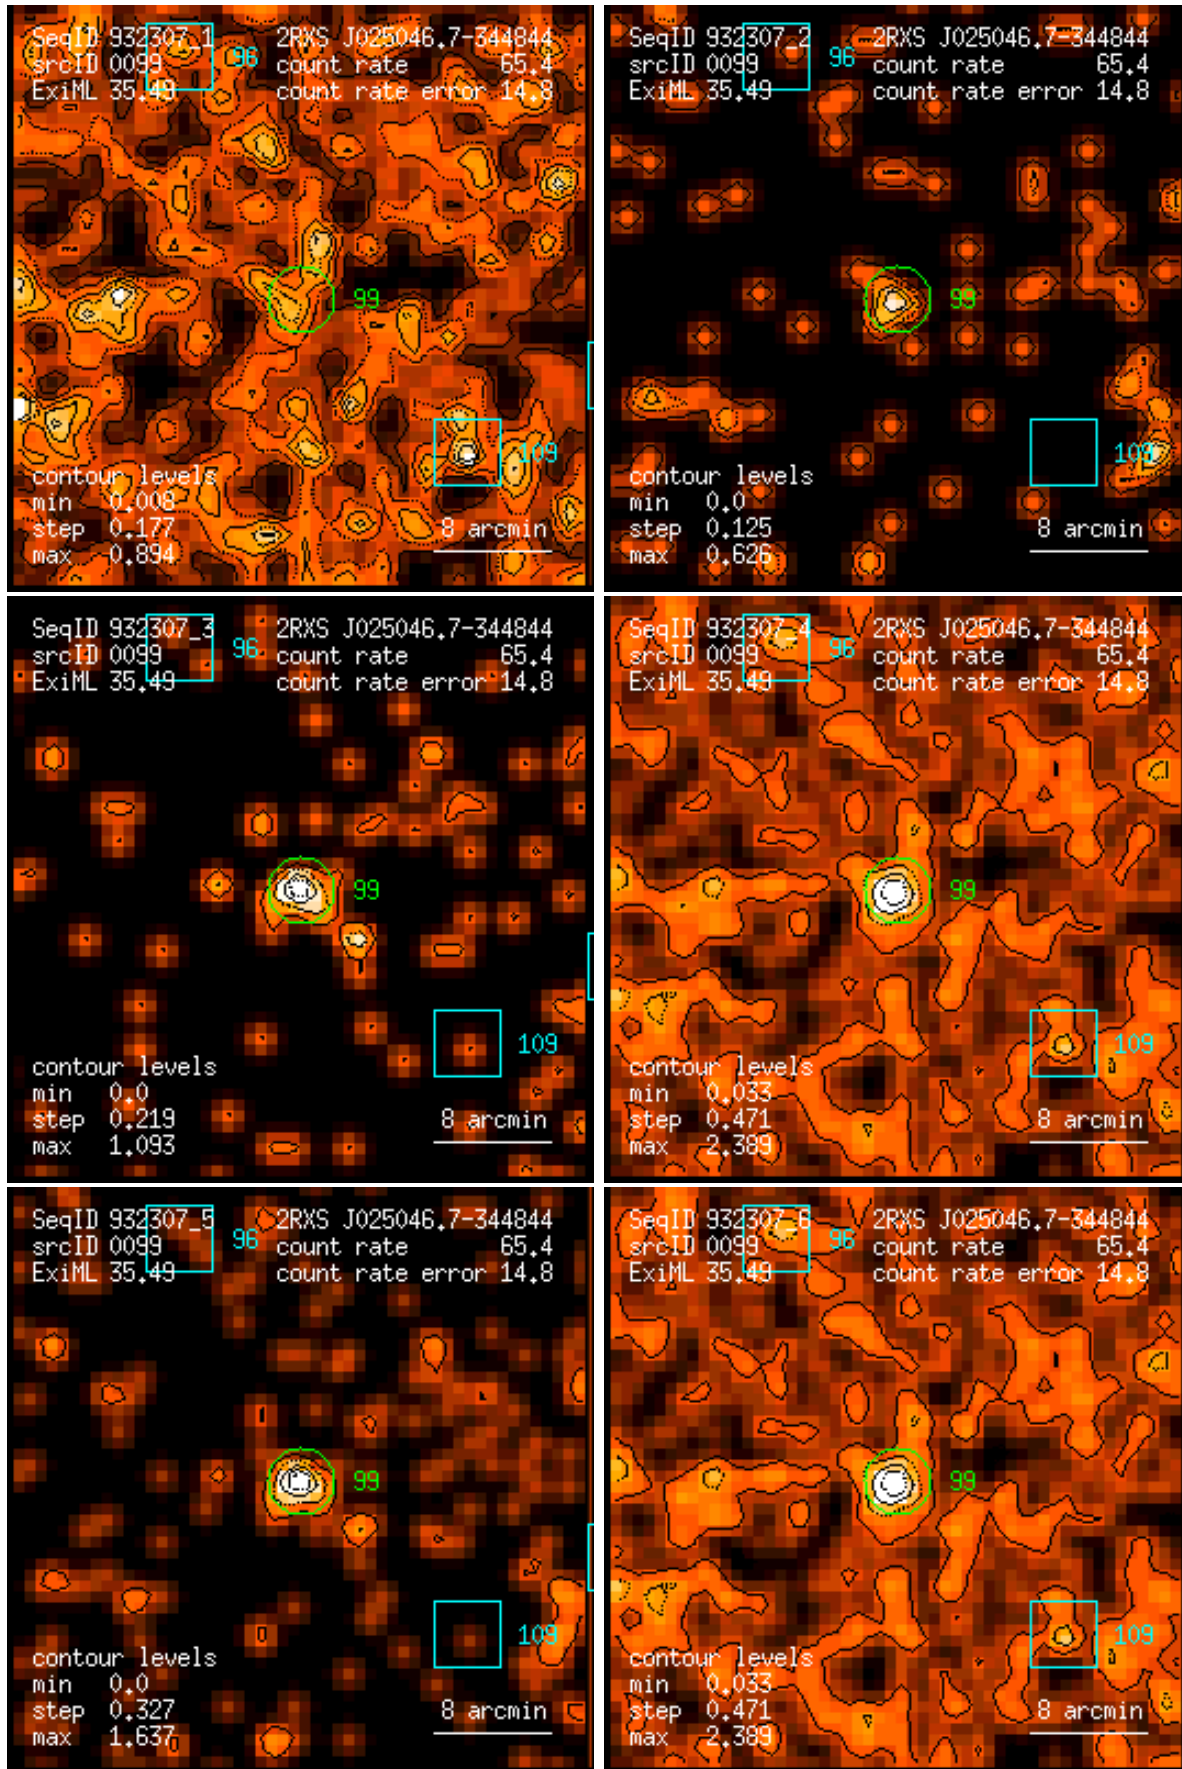 SeqID 932307_1 2RXS J025046.7-344844
srcID 0099 96 count rate 65.4
ExiML 35.49 count rate error 14.8
99
109
contour levels
min 0.008
step 0.177 8 arcmin
max 0.894
SeqID 932307_2 2RXS J025046.7-344844
srcID 0099 96 count rate 65.4
ExiML 35.49 count rate error 14.8
99
109
contour levels
min 0.0
step 0.125 8 arcmin
max 0.626
SeqID 932307_3 2RXS J025046.7-344844
srcID 0099 96 count rate 65.4
ExiML 35.49 count rate error 14.8
99
109
contour levels
min 0.0
step 0.219 8 arcmin
max 1.093
SeqID 932307_4 2RXS J025046.7-344844
srcID 0099 96 count rate 65.4
ExiML 35.49 count rate error 14.8
99
109
contour levels
min 0.033
step 0.471 8 arcmin
max 2.389
SeqID 932307_5 2RXS J025046.7-344844
srcID 0099 96 count rate 65.4
ExiML 35.49 count rate error 14.8
99
109
contour levels
min 0.0
step 0.327 8 arcmin
max 1.637
SeqID 932307_6 2RXS J025046.7-344844
srcID 0099 96 count rate 65.4
ExiML 35.49 count rate error 14.8
99
109
contour levels
min 0.033
step 0.471 8 arcmin
max 2.389